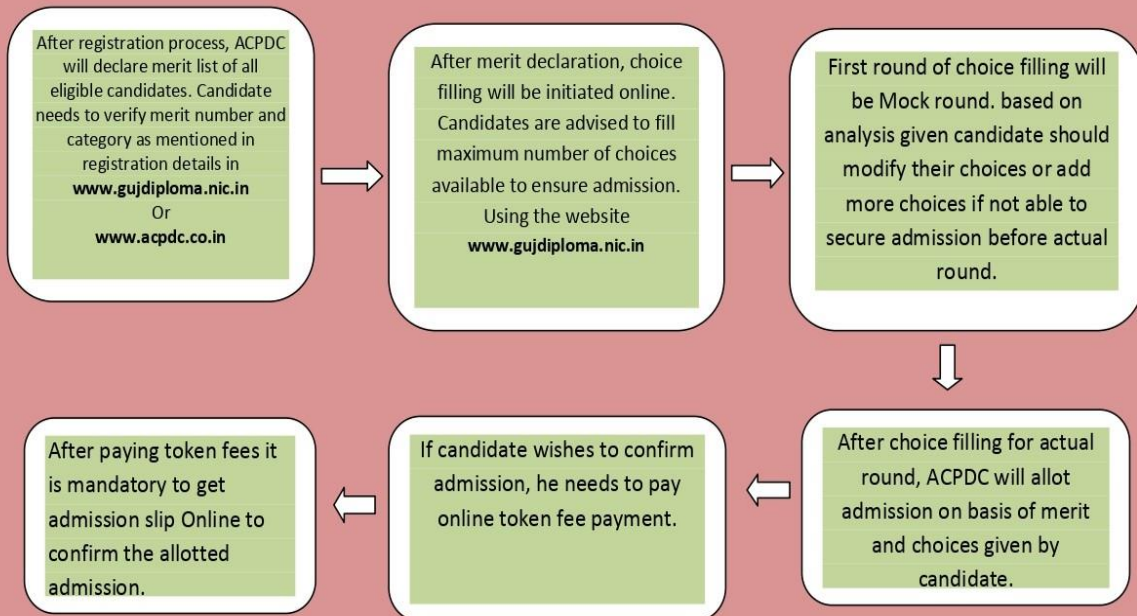 After registration process, ACPDC
will declare merit list of all
eligible candidates. Candidate
needs to verify merit number and
category as mentioned in
registration details in
www.gujdiploma.nic.in
Or
www.acpdc.co.in
After merit declaration, choice
filling will be initiated online.
Candidates are advised to fill
maximum number of choices
available to ensure admission.
Using the website
www.gujdiploma.nic.in
First round of choice filling will
be Mock round. based on
analysis given candidate should
modify their choices or add
more choices if not able to
secure admission before actual
round.
After choice filling for actual
round, ACPDC will allot
admission on basis of merit
and choices given by
candidate.
If candidate wishes to confirm
admission, he needs to pay
online token fee payment.
After paying token fees it
is mandatory to get
admission slip Online to
confirm the allotted
admission.